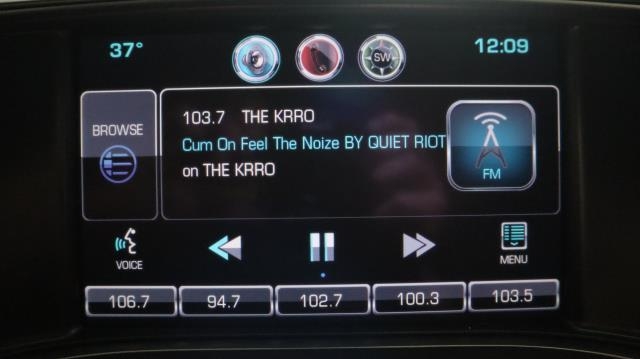 37°
SW
12:09
BROWSE
103.7 THE KRRO
Cum On Feel The Noize BY QUIET RIOT
on THE KRRO
FM
VOICE
MENU
106.7
94.7
102.7
100.3
103.5